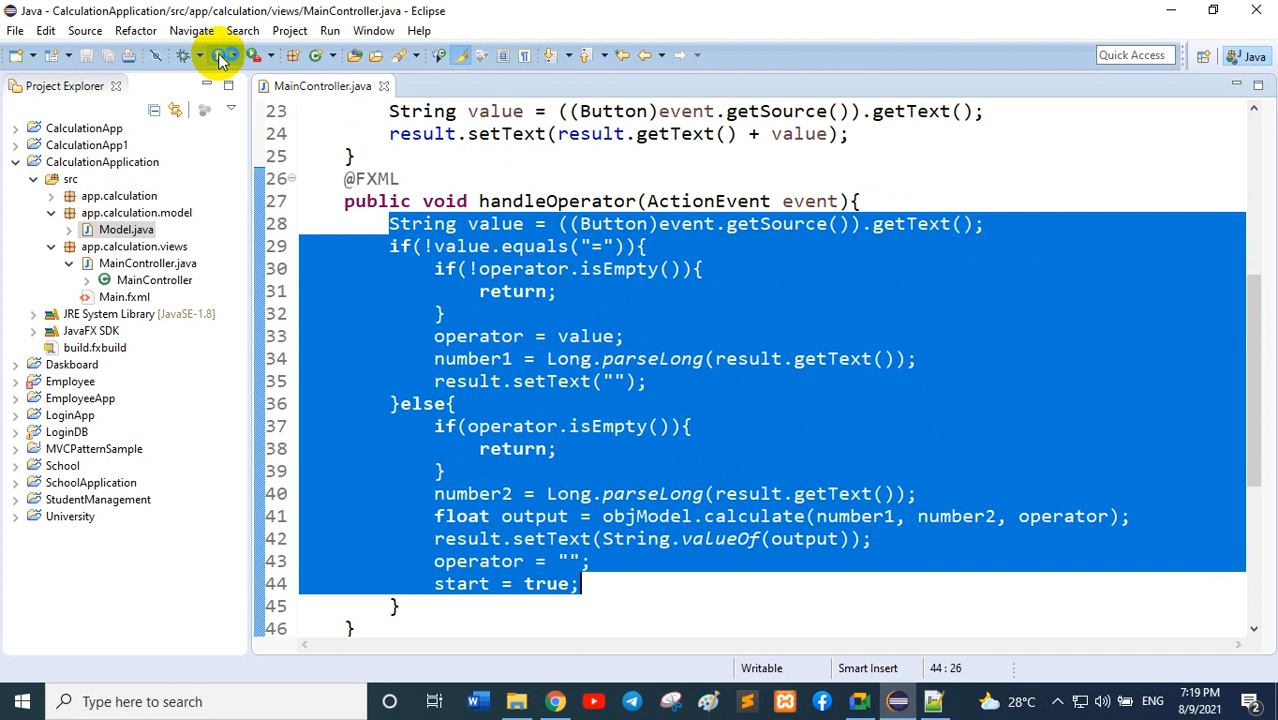 Java - CalculationApplication/src/app/calculation/views/MainController.java - Eclipse
File Edit Source Refactor Navigate Search Project Run Window Help
Quick Access
Java
Project Explorer
MainController.java
CalculationApp
CalculationApp1
CalculationApplication
src
app.calculation
app.calculation.model
Model.java
app.calculation.views
MainController.java
MainController
Main.fxml
JRE System Library [JavaSE-1.8]
JavaFX SDK
build.fxbuild
Daskboard
Employee
EmployeeApp
LoginApp
LoginDB
MVCPatternSample
School
SchoolApplication
StudentManagement
University
23 String value = ((Button)event.getSource()).getText();
24 result.setText(result.getText() + value);
25 }
26 @FXML
27 public void handleOperator(ActionEvent event){
28 String value = ((Button)event.getSource()).getText();
29 if(!value.equals("=")){
30 if(!operator.isEmpty()){
31 return;
32 }
33 operator = value;
34 number1 = Long.parseLong(result.getText());
35 result.setText("");
36 }else{
37 if(operator.isEmpty()){
38 return;
39 }
40 number2 = Long.parseLong(result.getText());
41 float output = objModel.calculate(number1, number2, operator);
42 result.setText(String.valueOf(output));
43 operator = "";
44 start = true;
45 }
46 }
Writable Smart Insert 44 : 26
Type here to search
28°C
ENG
7:19 PM
8/9/2021
2